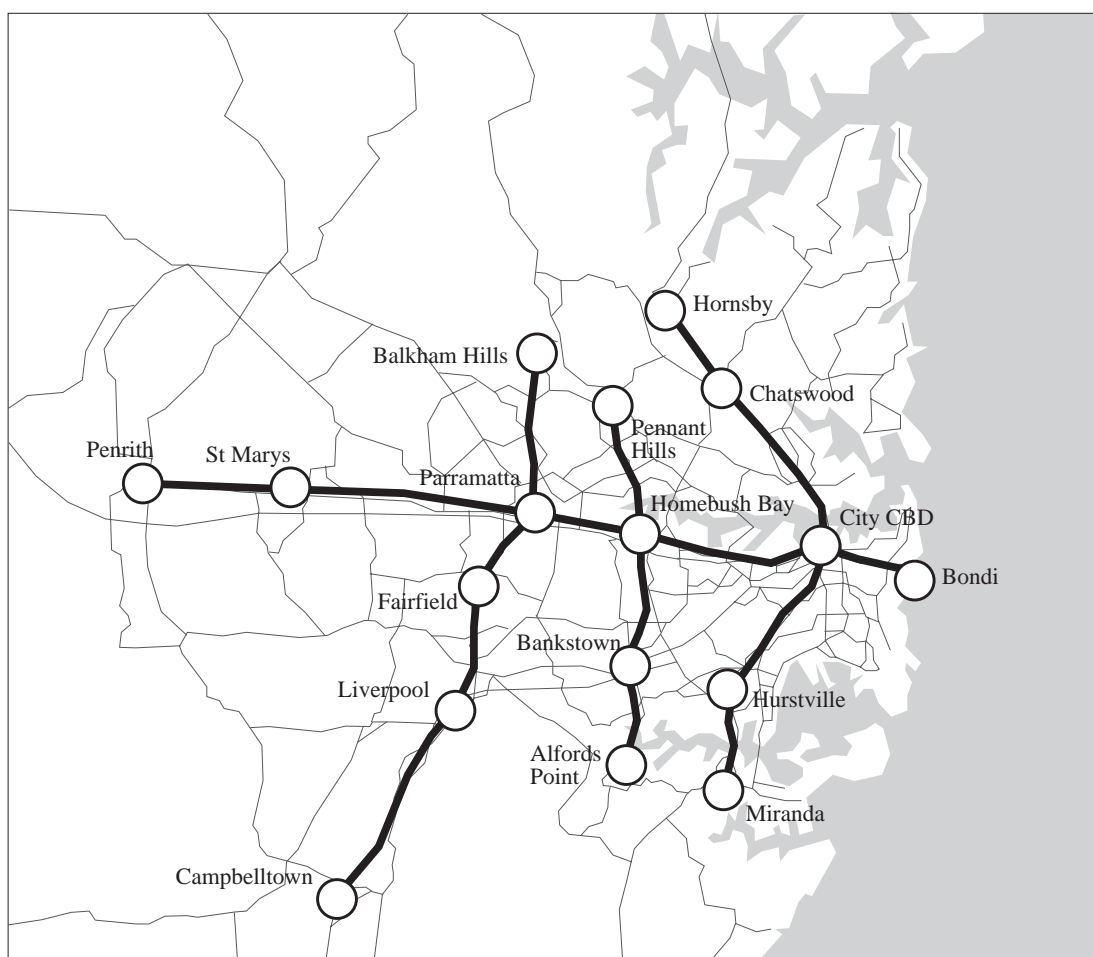 Hornsby
Balkham Hills
Chatswood
Pennant
Hills
Penrith
St Marys
Parramatta
Homebush Bay
City CBD
Bondi
Fairfield
Bankstown
Liverpool
Hurstville
Alfords
Point
Miranda
Campbelltown